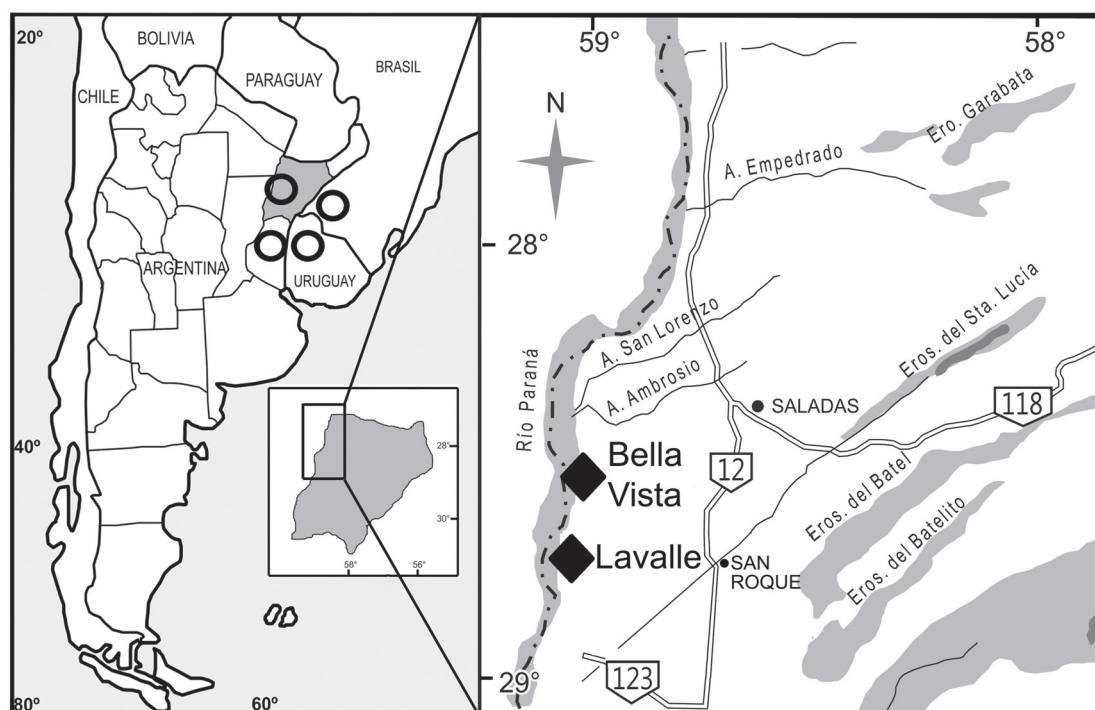 20°
BOLIVIA
PARAGUAY
BRASIL
CHILE
ARGENTINA
URUGUAY
40°
80°
60°
28°
30°
58°
56°
59°
58°
N
Ero. Garabata
A. Empedrado
28°
Eros. del Sta. Lucía
A. San Lorenzo
Río Paraná
A. Ambrosio
SALADAS
118
Bella
Vista
12
Eros. del Batel
Eros. del Batelito
Lavalle
SAN
ROQUE
29°
123